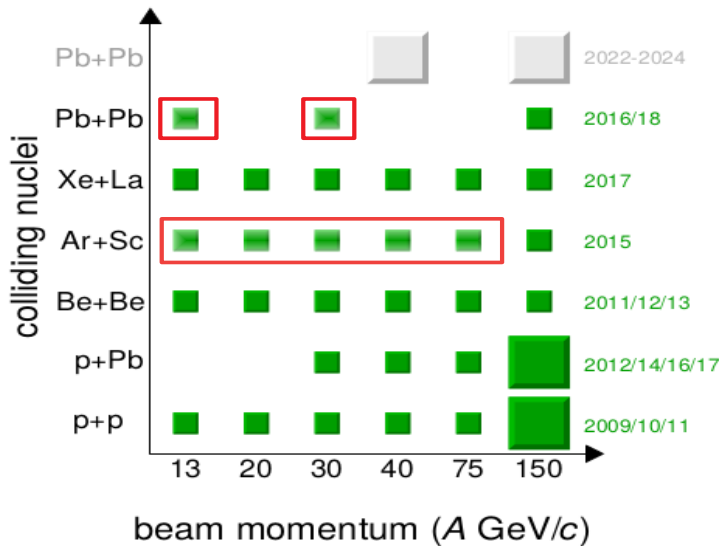 Pb+Pb 2022-2024
Pb+Pb 2016/18
Xe+La 2017
Ar+Sc 2015
Be+Be 2011/12/13
p+Pb 2012/14/16/17
p+p 2009/10/11
colliding nuclei
13 20 30 40 75 150
beam momentum (A GeV/c)